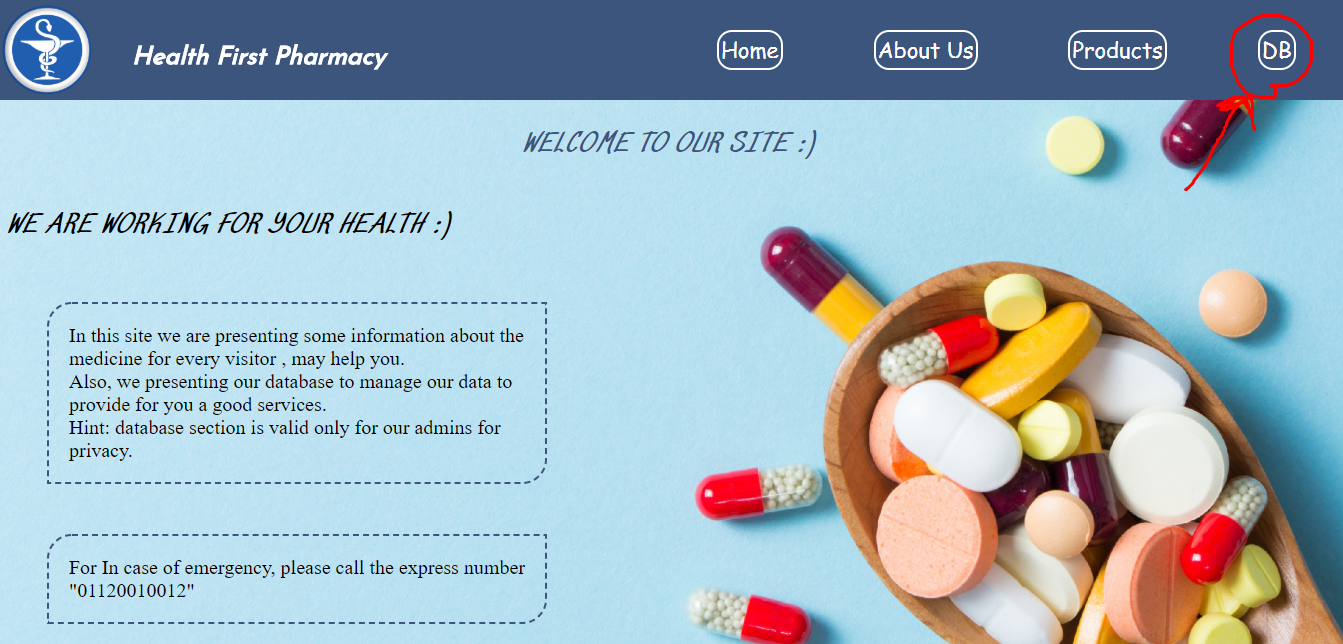 Health First Pharmacy
Home
About Us
Products
DB
WELCOME TO OUR SITE :)
WE ARE WORKING FOR YOUR HEALTH :)
In this site we are presenting some information about the
medicine for every visitor , may help you.
Also, we presenting our database to manage our data to
provide for you a good services.
Hint: database section is valid only for our admins for
privacy.
For In case of emergency, please call the express number
"01120010012"